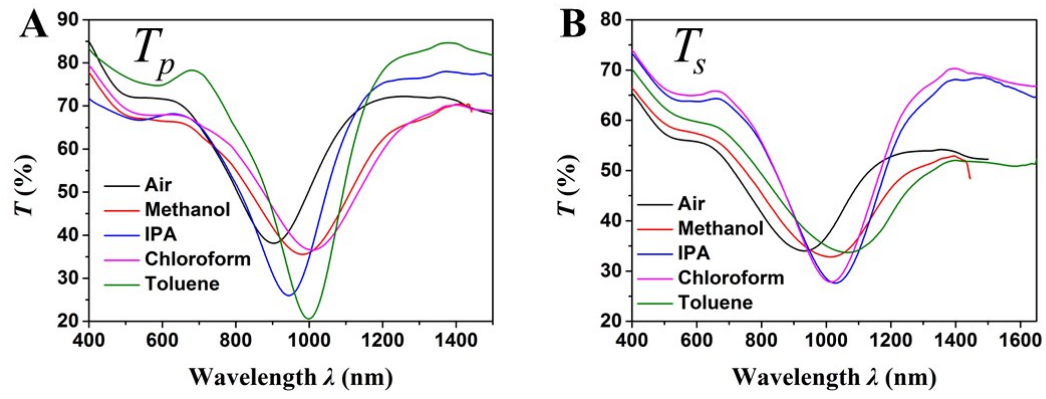 A
T_p
T (%)
90
80
70
60
50
40
30
20
Air
Methanol
IPA
Chloroform
Toluene
400 600 800 1000 1200 1400
Wavelength λ (nm)
B
T_s
T (%)
80
70
60
50
40
30
20
Air
Methanol
IPA
Chloroform
Toluene
400 600 800 1000 1200 1400 1600
Wavelength λ (nm)